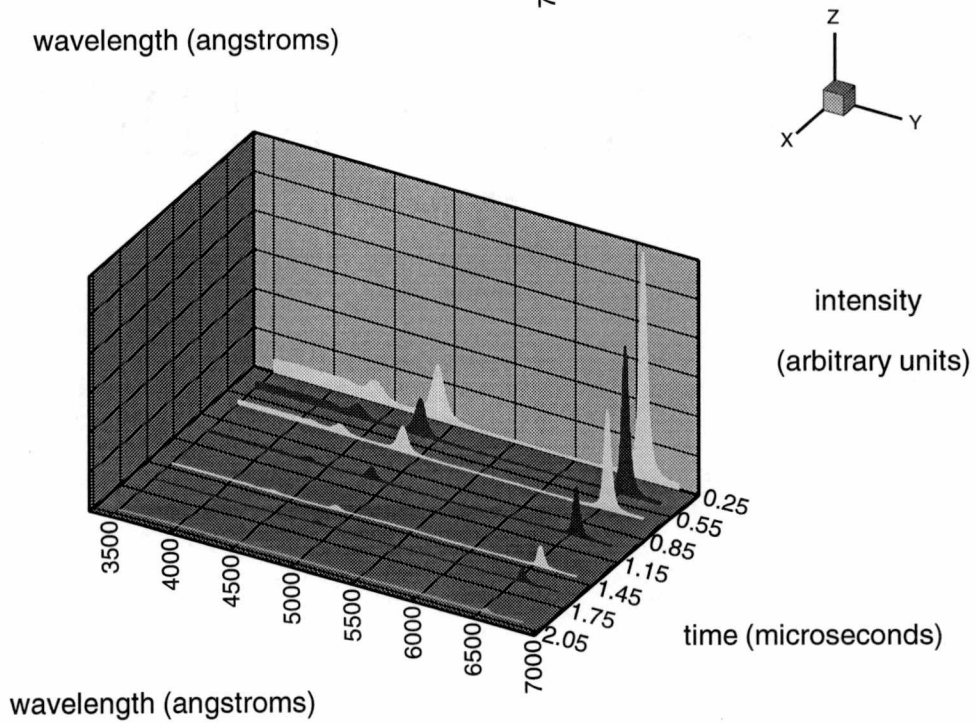 7
wavelength (angstroms)
Z
X
Y
intensity
(arbitrary units)
0.25
0.55
0.85
1.15
1.45
1.75
2.05
3500
4000
4500
5000
5500
6000
6500
7000
time (microseconds)
wavelength (angstroms)